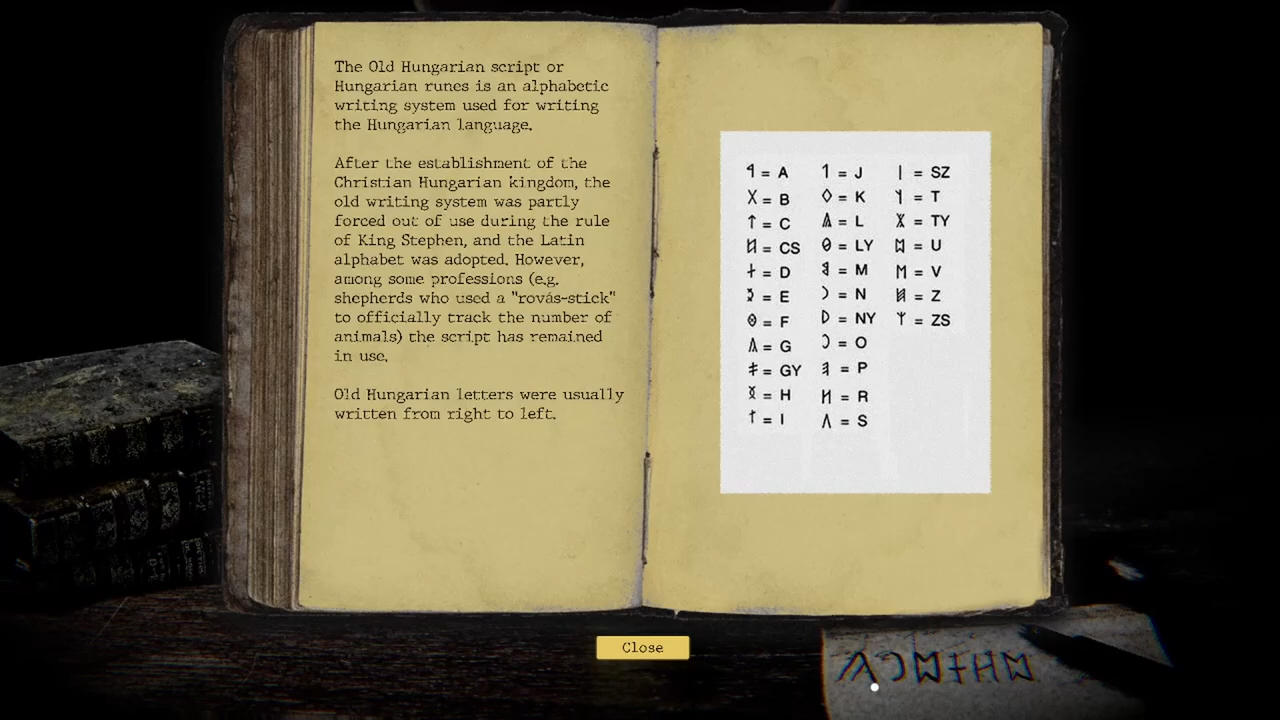 The Old Hungarian script or
Hungarian runes is an alphabetic
writing system used for writing
the Hungarian language.
After the establishment of the
Christian Hungarian kingdom, the
old writing system was partly
forced out of use during the rule
of King Stephen, and the Latin
alphabet was adopted. However,
among some professions (e.g.
shepherds who used a "rovás-stick"
to officially track the number of
animals) the script has remained
in use.
Old Hungarian letters were usually
written from right to left.
𐲀 = A
𐲂 = B
𐲄 = C
𐲆 = CS
𐲇 = D
𐲉 = E
𐲌 = F
𐲍 = G
𐲎 = GY
𐲏 = H
𐲐 = I
𐲒 = J
𐲓 = K
𐲖 = L
𐲗 = LY
𐲘 = M
𐲙 = N
𐲚 = NY
𐲛 = O
𐲠 = P
𐲢 = R
𐲤 = S
𐲥 = SZ
𐲦 = T
𐲨 = TY
𐲪 = U
𐲮 = V
𐲯 = Z
𐲰 = ZS
Close